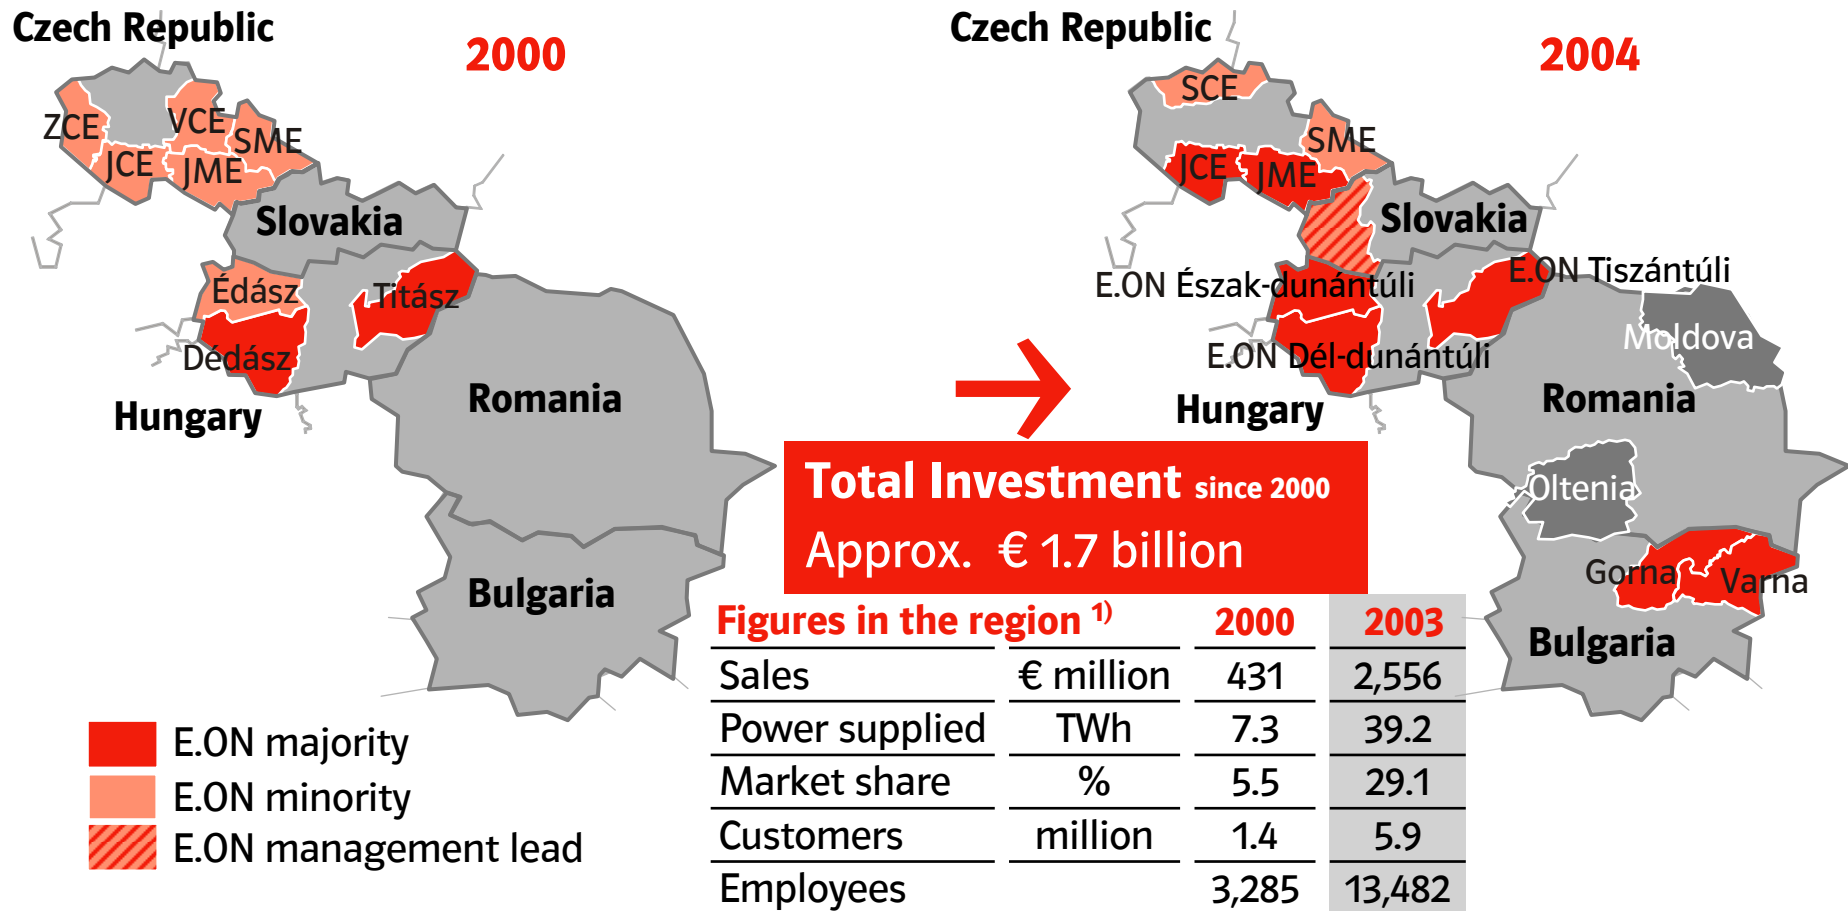 Czech Republic
2000
ZCE
VCE
SME
JCE
JME
Slovakia
Édász
Titász
Dédász
Hungary
Romania
Bulgaria
E.ON majority
E.ON minority
E.ON management lead
Czech Republic
2004
SCE
SME
JCE
JME
Slovakia
E.ON Tiszántúli
E.ON Észak-dunántúli
Moldova
E.ON Dél-dunántúli
Romania
Hungary
Oltenia
Gorna
Varna
Bulgaria
Total Investment since 2000
Approx. € 1.7 billion
Figures in the region 1) 2000 2003
Sales € million 431 2,556
Power supplied TWh 7.3 39.2
Market share % 5.5 29.1
Customers million 1.4 5.9
Employees 3,285 13,482